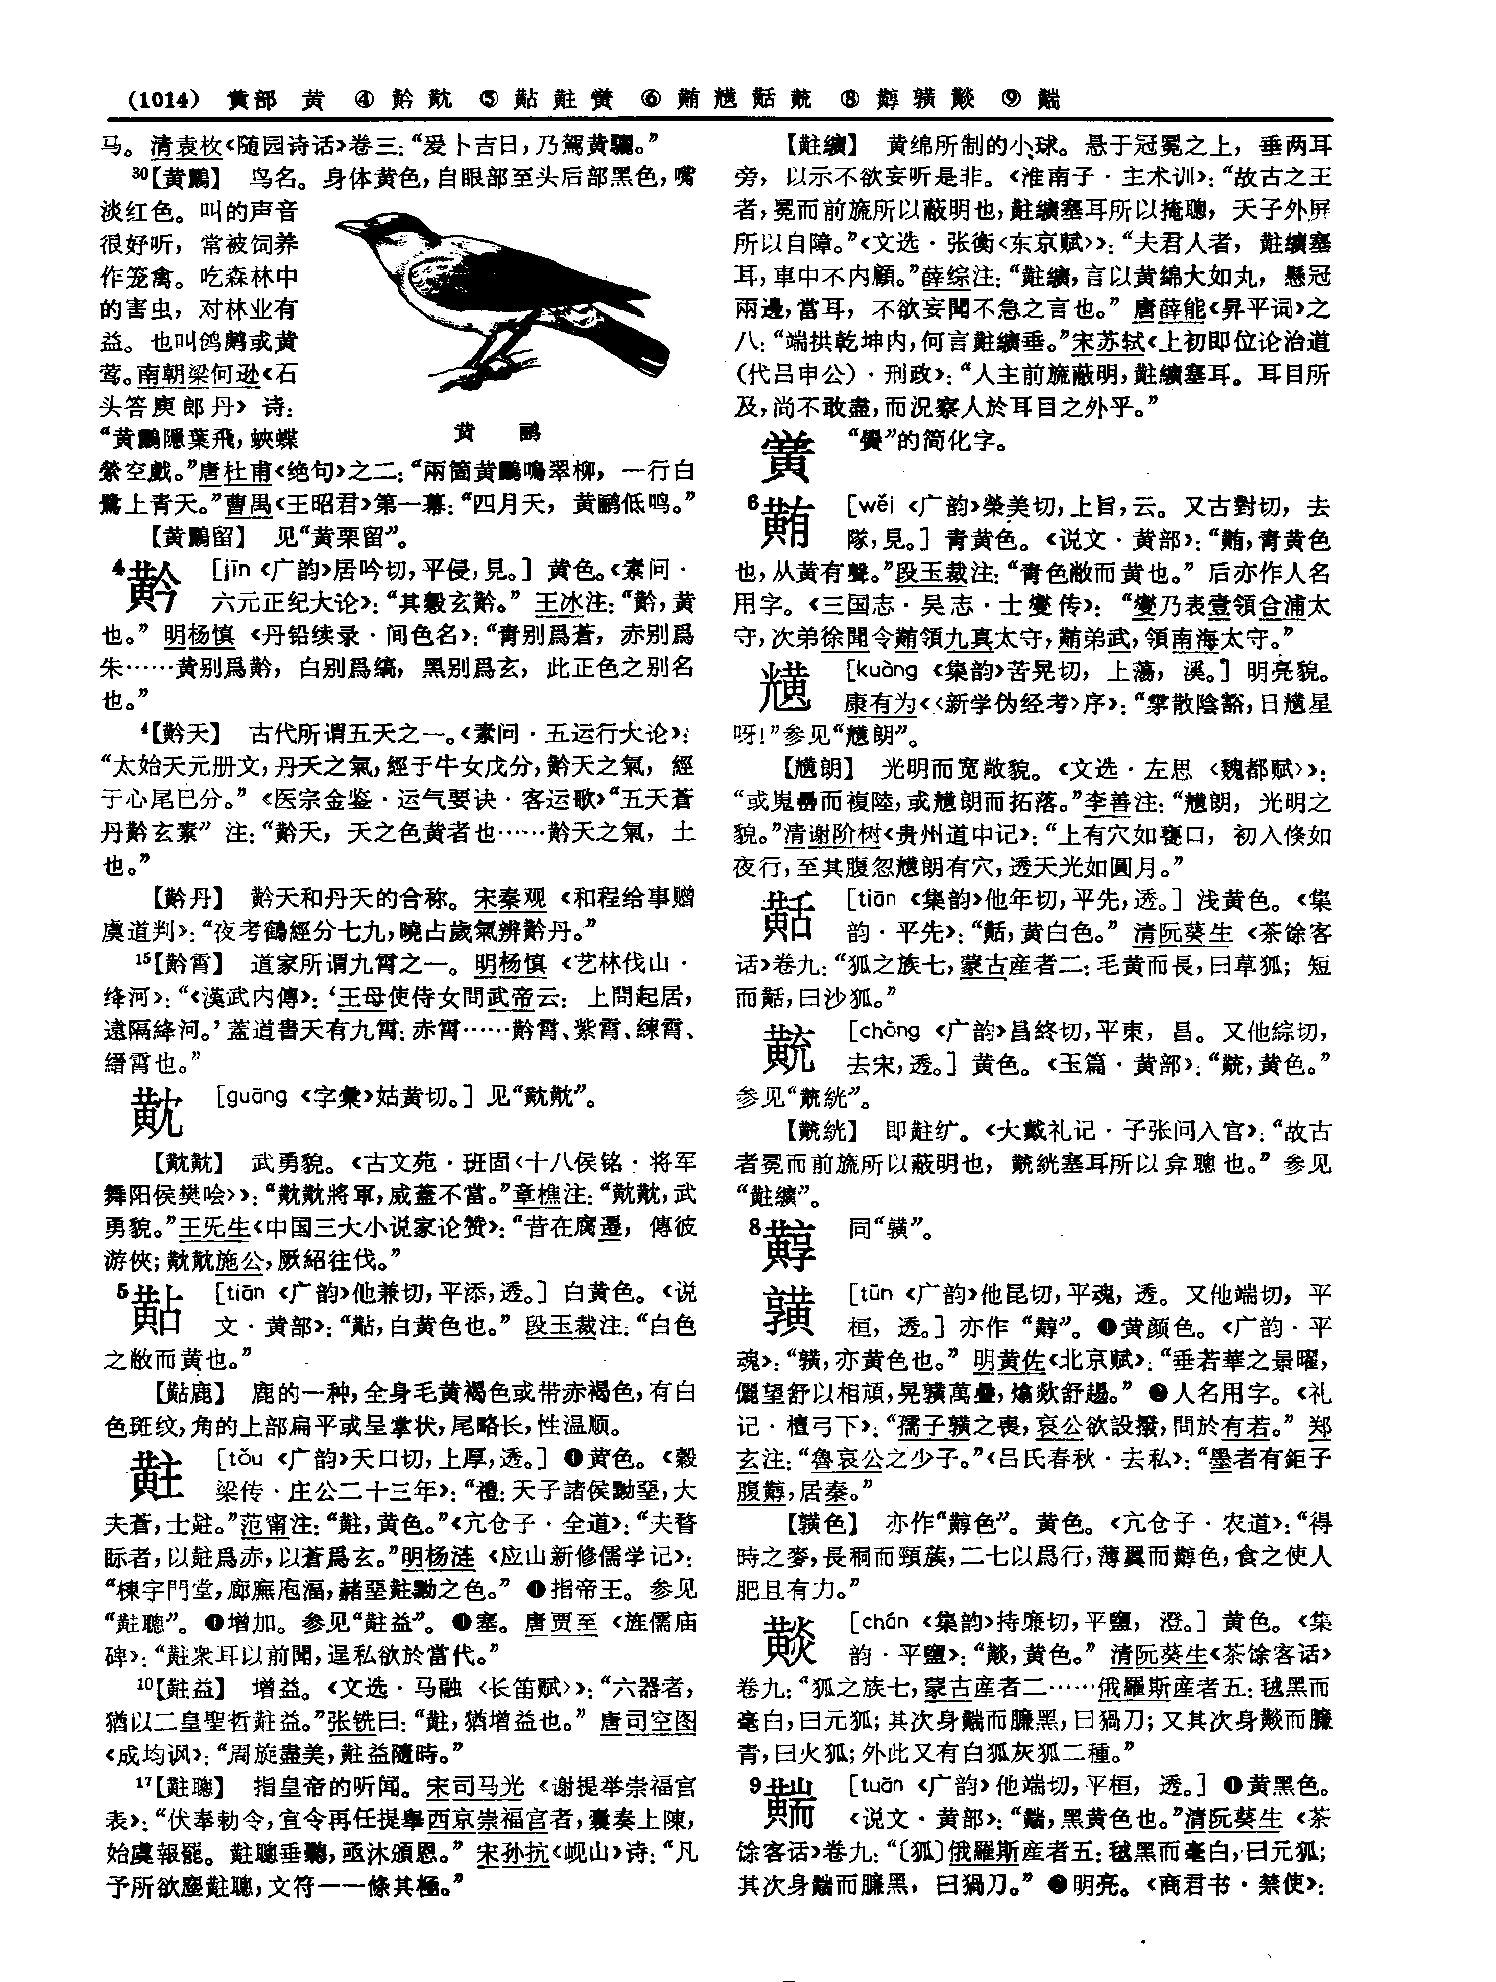 (1014) 黄部 黄 ④ 黅 黆 ⑤ 黇 黈 黉 ⑥ 䵋 䵃 䵌 ⑧ 黗 ⑨ 黊
马。清袁枚《随园诗话》卷三:“爰卜吉日,乃駕黄驪。”
30【黄鸝】 鸟名。身体黄色,自眼部至头后部黑色,嘴
淡红色。叫的声音
很好听,常被饲养
作笼禽。吃森林中
的害虫,对林业有
益。也叫鸧鹒或黄
莺。南朝梁何逊《石
头答庾郎丹》诗:
“黄鸝隱葉飛,蛺蝶
縈空戲。”唐杜甫《绝句》之二:“兩箇黄鸝鳴翠柳,一行白
鷺上青天。”曹禺《王昭君》第一幕:“四月天,黄鹂低鸣。”
黄 鹂
【黄鸝留】 见“黄栗留”。
4黅 [jīn《广韵》居吟切,平侵,見。] 黄色。《素问·
六元正纪大论》:“其穀玄黅。”王冰注:“黅,黄
也。”明杨慎《丹铅续录·间色名》:“青别爲蒼,赤别爲
朱……黄别爲黅,白别爲縞,黑别爲玄,此正色之别名
也。”
4【黅天】 古代所谓五天之一。《素问·五运行大论》:
“太始天元册文,丹天之氣,經于牛女戊分,黅天之氣,經
于心尾巳分。”《医宗金鉴·运气要诀·客运歌》“五天蒼
丹黅玄素”注:“黅天,天之色黄者也……黅天之氣,土
也。”
【黅丹】 黅天和丹天的合称。宋秦观《和程给事赠
虞道判》:“夜考鶴經分七九,曉占歲氣辨黅丹。”
15【黅霄】 道家所谓九霄之一。明杨慎《艺林伐山·
绛河》:“《漢武内傳》:‘王母使侍女問武帝云:上問起居,
遠隔絳河。’蓋道書天有九霄:赤霄……黅霄、紫霄、練霄、
縉霄也。”
黆 [guāng《字彙》姑黄切。] 见“黆黆”。
【黆黆】 武勇貌。《古文苑·班固〈十八侯铭·将军
舞阳侯樊哙〉》:“黆黆將軍,威蓋不當。”章樵注:“黆黆,武
勇貌。”王旡生《中国三大小说家论赞》:“昔在腐遷,傳彼
游俠;黆黆施公,厥紹往伐。”
5黇 [tiān《广韵》他兼切,平添,透。] 白黄色。《说
文·黄部》:“黇,白黄色也。”段玉裁注:“白色
之敝而黄也。”
【黇鹿】 鹿的一种,全身毛黄褐色或带赤褐色,有白
色斑纹,角的上部扁平或呈掌状,尾略长,性温顺。
黈 [tǒu《广韵》天口切,上厚,透。] ❶黄色。《穀
梁传·庄公二十三年》:“禮:天子諸侯黝堊,大
夫蒼,士黈。”范甯注:“黈,黄色。”《亢仓子·全道》:“夫瞀
眎者,以黈爲赤,以蒼爲玄。”明杨涟《应山新修儒学记》:
“棟宇門堂,廊廡庖湢,赭堊黈黝之色。” ❶指帝王。参见
“黈聰”。❶增加。参见“黈益”。❶塞。唐贾至《旌儒庙
碑》:“黈衆耳以前聞,逞私欲於當代。”
10【黈益】 增益。《文选·马融〈长笛赋〉》:“六器者,
猶以二皇聖哲黈益。”张铣曰:“黈,猶增益也。”唐司空图
《成均讽》:“周旋盡美,黈益隨時。”
17【黈聰】 指皇帝的听闻。宋司马光《谢提举崇福宫
表》:“伏奉勅令,宜令再任提舉西京崇福宫者,囊奏上陳,
始虞報罷。黈聰垂聽,亟沐頒恩。”宋孙抗《岘山》诗:“凡
予所欲塵黈聰,文符一一條其極。”
【黈纊】 黄绵所制的小球。悬于冠冕之上,垂两耳
旁,以示不欲妄听是非。《淮南子·主术训》:“故古之王
者,冕而前旒所以蔽明也,黈纊塞耳所以掩聰,天子外屏
所以自障。”《文选·张衡〈东京赋〉》:“夫君人者,黈纊塞
耳,車中不内顧。”薛综注:“黈纊,言以黄綿大如丸,懸冠
兩邊,當耳,不欲妄聞不急之言也。”唐薛能《昇平词》之
八:“端拱乾坤内,何言黈纊垂。”宋苏轼《上初即位论治道
(代吕申公)·刑政》:“人主前旒蔽明,黈纊塞耳。耳目所
及,尚不敢盡,而況察人於耳目之外乎。”
黉 “黌”的简化字。
6䵋 [wěi《广韵》榮美切,上旨,云。又古對切,去
隊,見。] 青黄色。《说文·黄部》:“䵋,青黄色
也,从黄有聲。”段玉裁注:“青色敝而黄也。”后亦作人名
用字。《三国志·吴志·士燮传》:“燮乃表壹領合浦太
守,次弟徐聞令䵋領九真太守,䵋弟武,領南海太守。”
[kuàng《集韵》苦晃切,上蕩,溪。] 明亮貌。
康有为《〈新学伪经考〉序》:“雺散陰豁,日星
呀!”参见“朗”。
【朗】 光明而宽敞貌。《文选·左思〈魏都赋〉》:
“或嵬壘而複陸,或朗而拓落。”李善注:“朗,光明之
貌。”清谢阶树《贵州道中记》:“上有穴如甕口,初入倏如
夜行,至其腹忽朗有穴,透天光如圓月。”
[tiān《集韵》他年切,平先,透。] 浅黄色。《集
韵·平先》:“,黄白色。”清阮葵生《茶馀客
话》卷九:“狐之族七,蒙古産者二:毛黄而長,曰草狐;短
而,曰沙狐。”
[chōng《广韵》昌終切,平東,昌。又他綜切,
去宋,透。] 黄色。《玉篇·黄部》:“,黄色。”
参见“絖”。
【絖】 即黈纩。《大戴礼记·子张问入官》:“故古
者冕而前旒所以蔽明也,絖塞耳所以弇聰也。”参见
“黈纊”。
8 同“”。
[tūn《广韵》他昆切,平魂,透。又他端切,平
桓,透。] 亦作“”。❶黄颜色。《广韵·平
魂》:“,亦黄色也。”明黄佐《北京赋》:“垂若華之景曜,
儷望舒以相頏,晃萬疊,熻欻舒趨。” ❷人名用字。《礼
记·檀弓下》:“孺子之喪,哀公欲設撥,問於有若。”郑
玄注:“魯哀公之少子。”《吕氏春秋·去私》:“墨者有鉅子
腹,居秦。”
【色】 亦作“色”。黄色。《亢仓子·农道》:“得
時之麥,長稠而頸蔟,二七以爲行,薄翼而色,食之使人
肥且有力。”
[chán《集韵》持廉切,平鹽,澄。] 黄色。《集
韵·平鹽》:“,黄色。”清阮葵生《茶馀客话》
卷九:“狐之族七,蒙古産者二……俄羅斯産者五:毬黑而
毫白,曰元狐;其次身而臁黑,曰猧刀;又其次身而臁
青,曰火狐;外此又有白狐灰狐二種。”
9 [tuān《广韵》他端切,平桓,透。] ❶黄黑色。
《说文·黄部》:“,黑黄色也。”清阮葵生《茶
馀客话》卷九:“〔狐〕俄羅斯産者五:毬黑而毫白,曰元狐;
其次身而臁黑,曰猧刀。” ❷明亮。《商君书·禁使》: